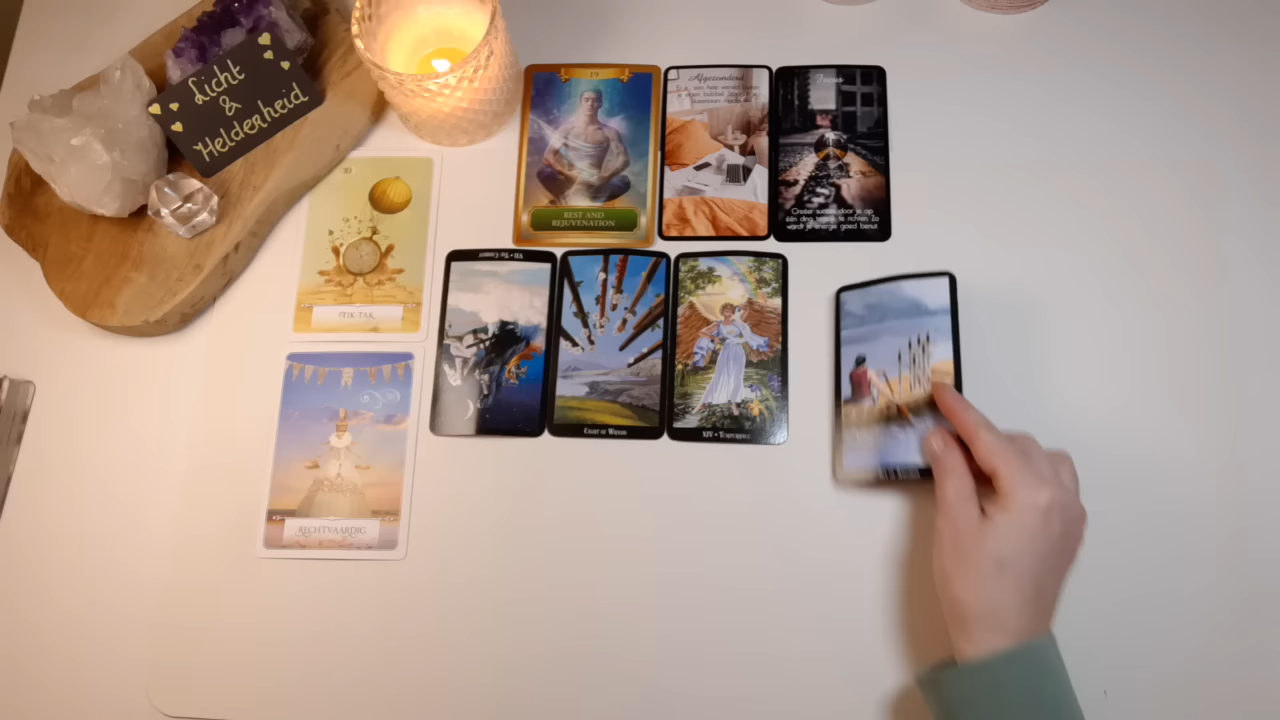 Licht
&
Helderheid
19
REST AND
REJUVENATION
Afgezonderd
Focus
Creëer succes door je op
één ding tegelijk te richten. Zo
wordt je energie goed benut.
TIK TAK
VII • The Chariot
Eight of Wands
XIV • Temperance
RECHTVAARDIG